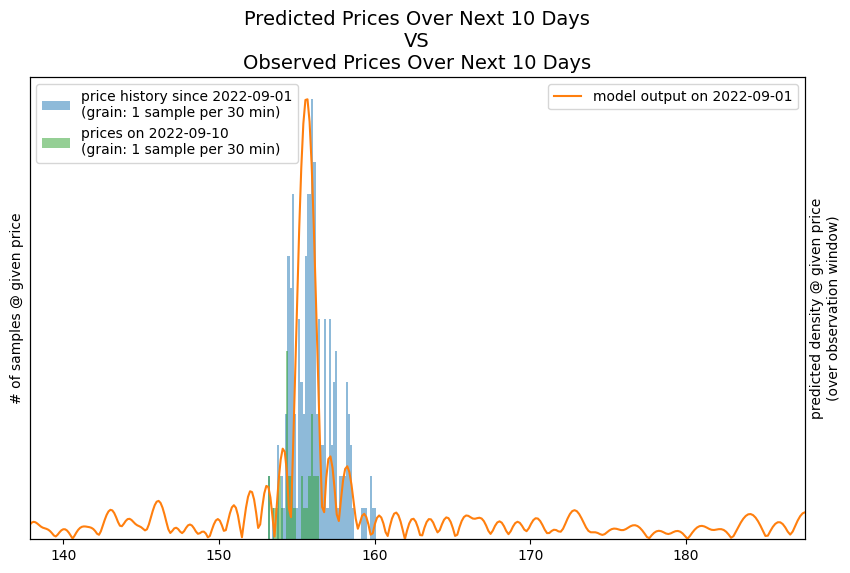 Predicted Prices Over Next 10 Days
VS
Observed Prices Over Next 10 Days
price history since 2022-09-01
(grain: 1 sample per 30 min)
prices on 2022-09-10
(grain: 1 sample per 30 min)
model output on 2022-09-01
# of samples @ given price
predicted density @ given price
(over observation window)
140
150
160
170
180